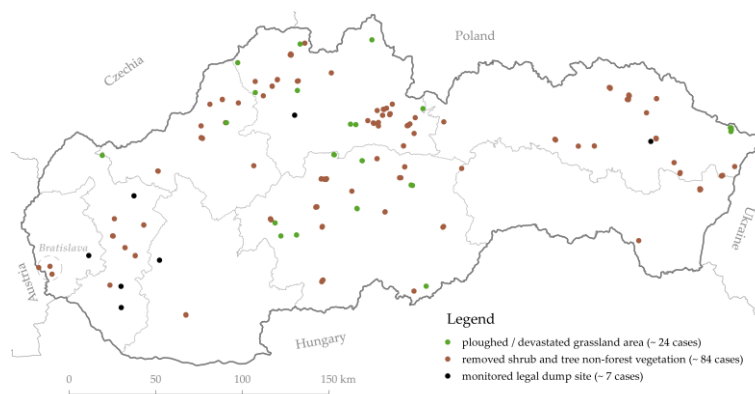 Poland
Czechia
Bratislava
Austria
Ukraine
Hungary
Legend
ploughed / devastated grassland area (~ 24 cases)
removed shrub and tree non-forest vegetation (~ 84 cases)
monitored legal dump site (~ 7 cases)
0 50 100 150 km